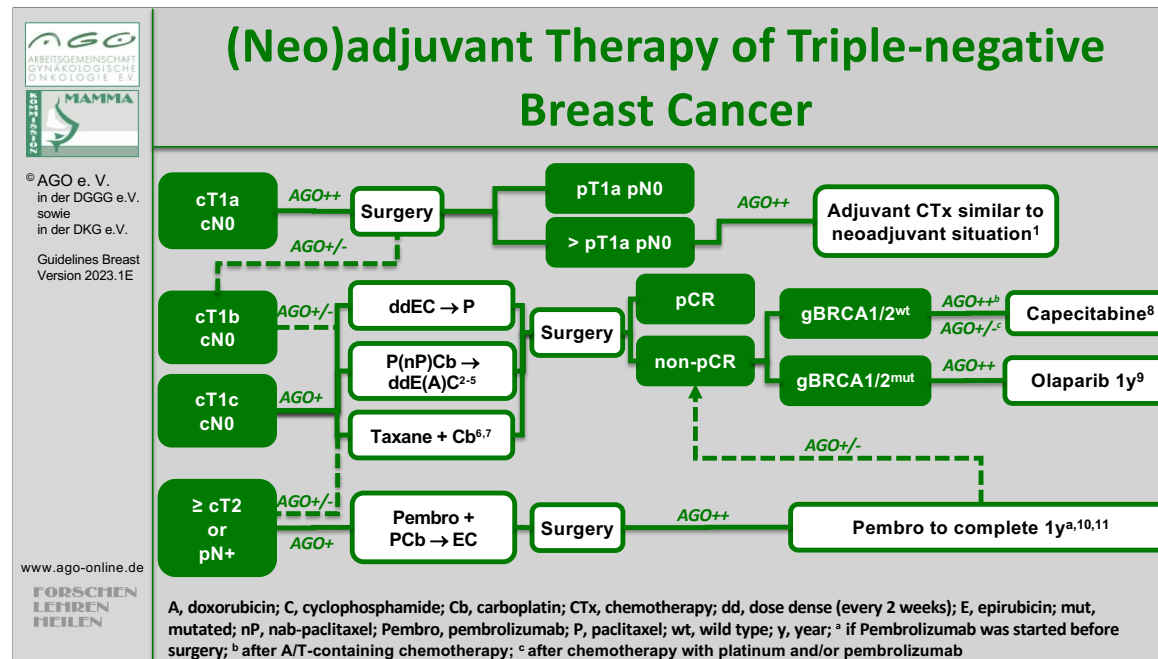 AGO
ARBEITSGEMEINSCHAFT
GYNÄKOLOGISCHE
ONKOLOGIE E.V.
KOMMISSION
MAMMA
© AGO e. V.
in der DGGG e.V.
sowie
in der DKG e.V.
Guidelines Breast
Version 2023.1E
www.ago-online.de
FORSCHEN
LEHREN
HEILEN
(Neo)adjuvant Therapy of Triple-negative
Breast Cancer
cT1a
cN0
AGO++
Surgery
pT1a pN0
> pT1a pN0
AGO++
Adjuvant CTx similar to
neoadjuvant situation¹
AGO+/-
cT1b
cN0
AGO+/-
cT1c
cN0
AGO+
ddEC → P
P(nP)Cb →
ddE(A)C²⁻⁵
Taxane + Cb⁶,⁷
Surgery
pCR
non-pCR
gBRCA1/2ʷᵗ
AGO++ᵇ
AGO+/-ᶜ
Capecitabine⁸
gBRCA1/2ᵐᵘᵗ
AGO++
Olaparib 1y⁹
AGO+/-
≥ cT2
or
pN+
AGO+/-
AGO+
Pembro +
PCb → EC
Surgery
AGO++
Pembro to complete 1yᵃ,¹⁰,¹¹
A, doxorubicin; C, cyclophosphamide; Cb, carboplatin; CTx, chemotherapy; dd, dose dense (every 2 weeks); E, epirubicin; mut,
mutated; nP, nab-paclitaxel; Pembro, pembrolizumab; P, paclitaxel; wt, wild type; y, year; ᵃ if Pembrolizumab was started before
surgery; ᵇ after A/T-containing chemotherapy; ᶜ after chemotherapy with platinum and/or pembrolizumab